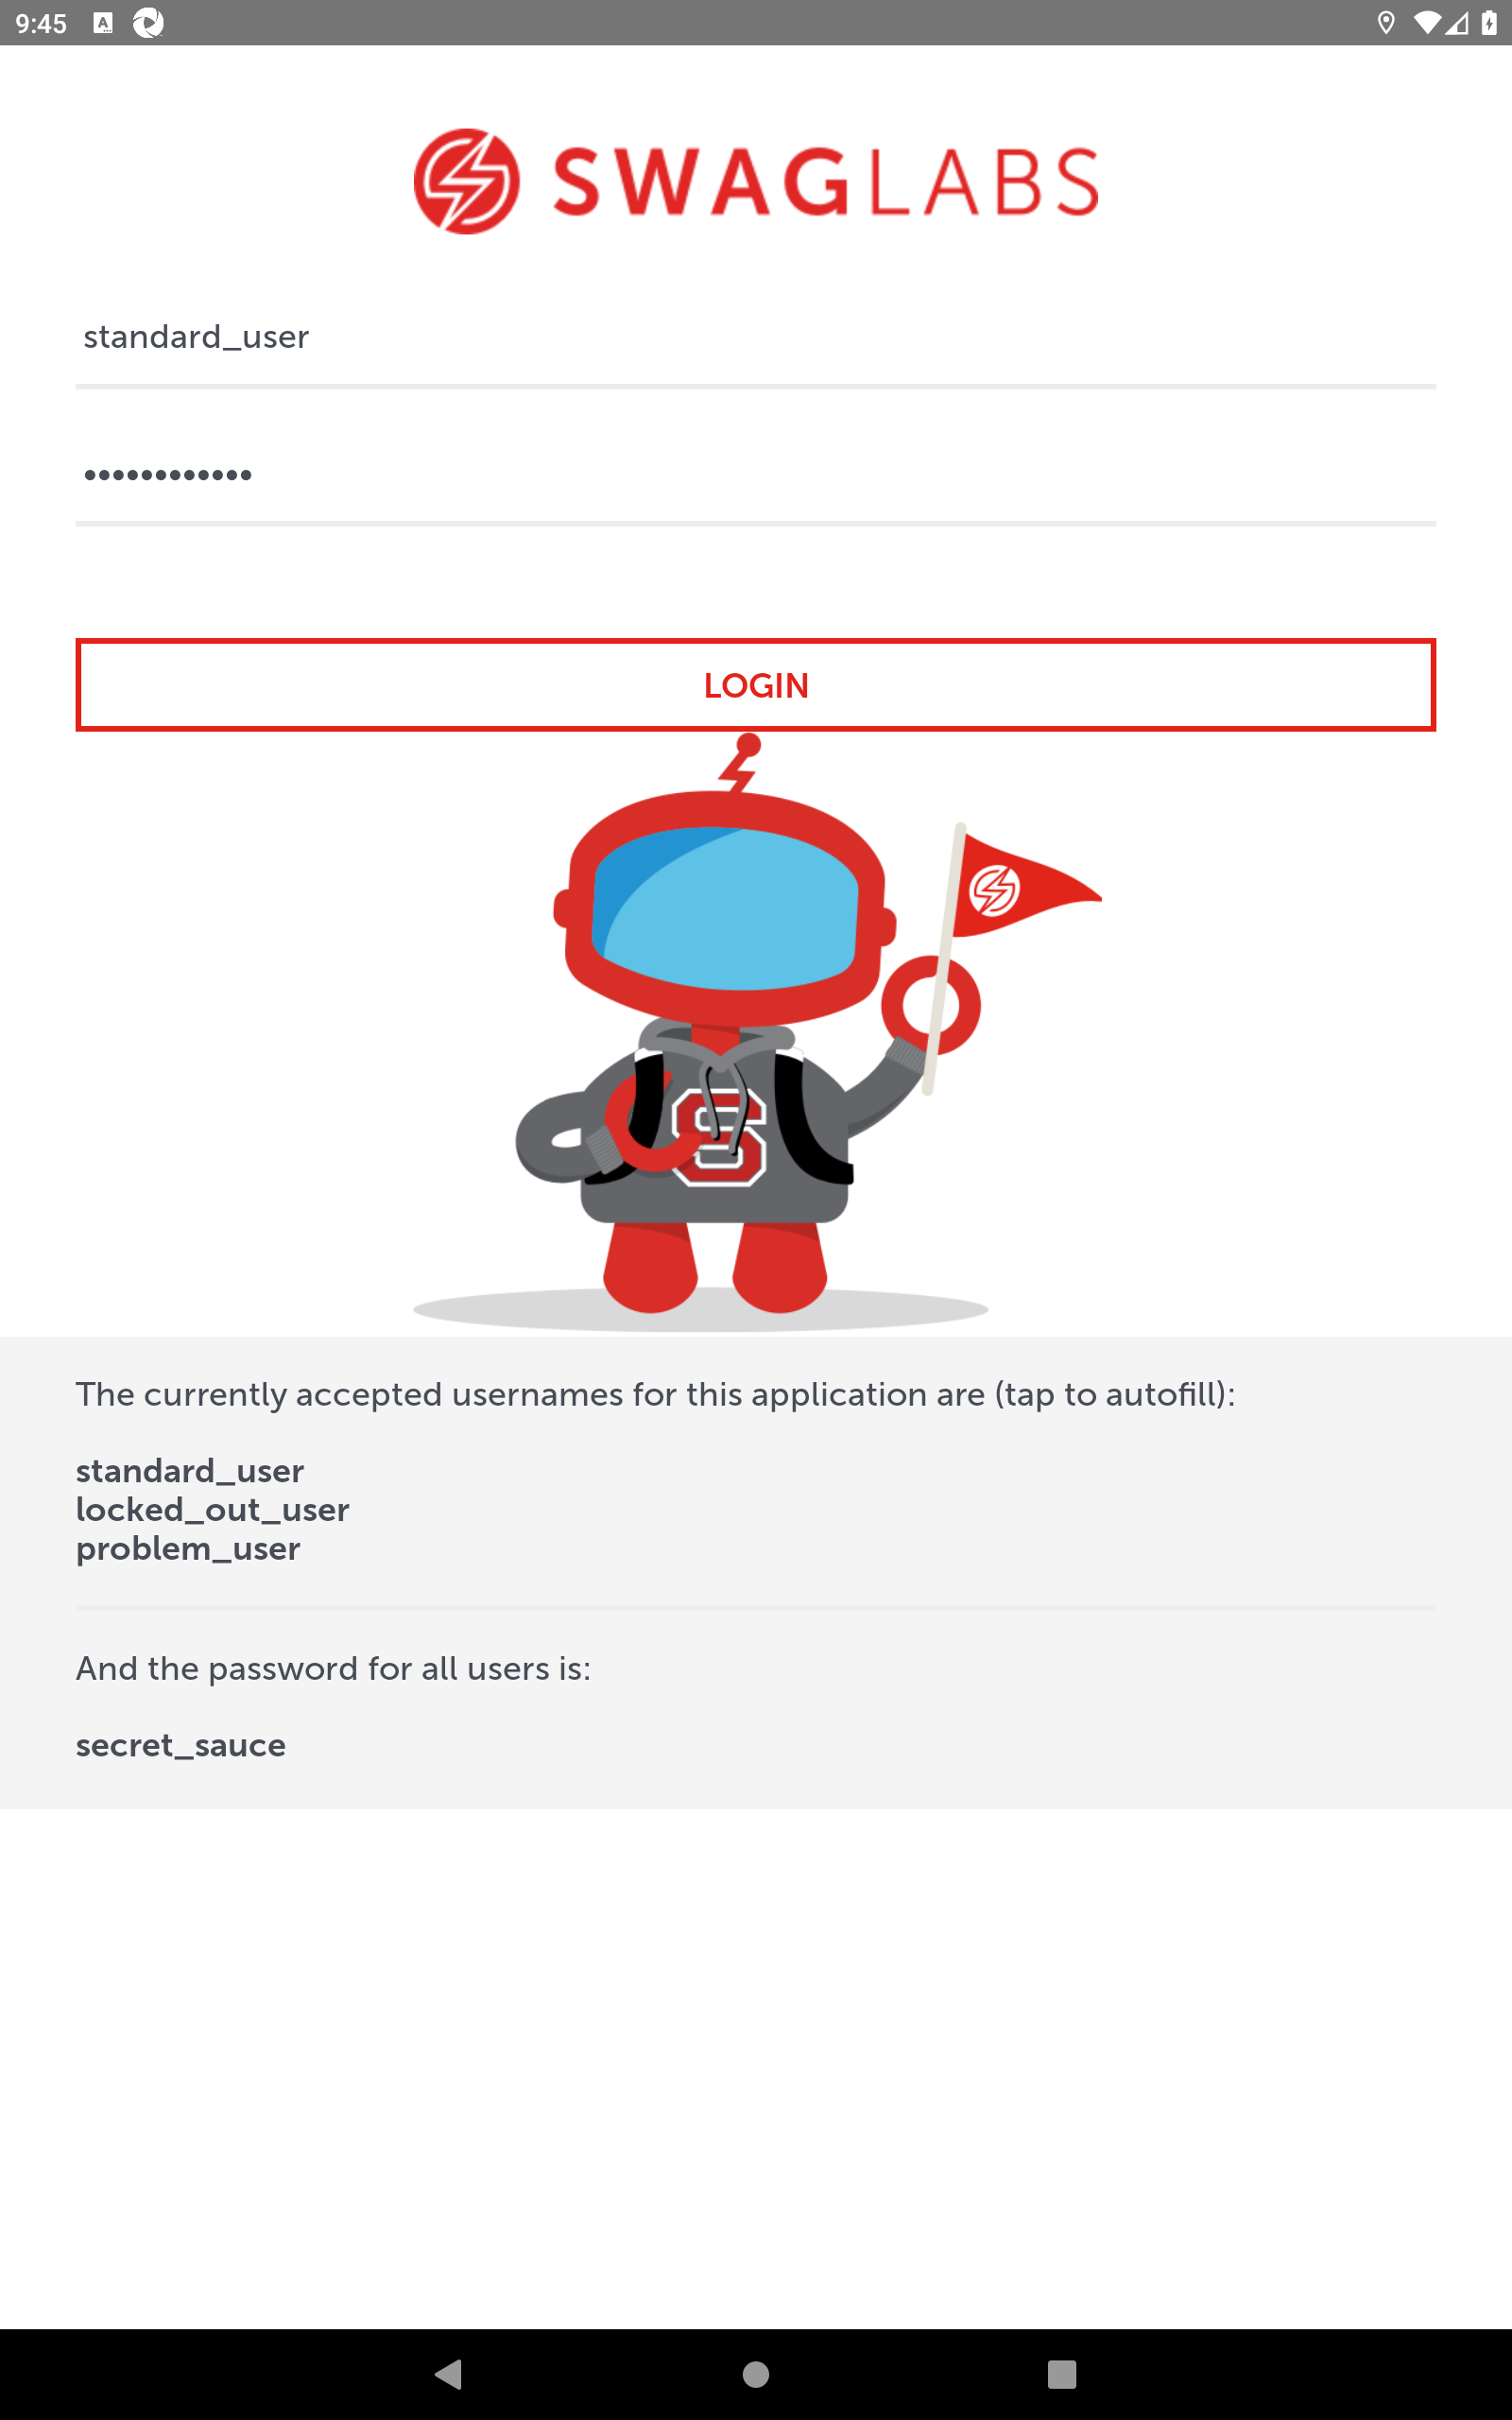 9:45
SWAGLABS
standard_user
••••••••••••
LOGIN
S
The currently accepted usernames for this application are (tap to autofill):
standard_user
locked_out_user
problem_user
And the password for all users is:
secret_sauce